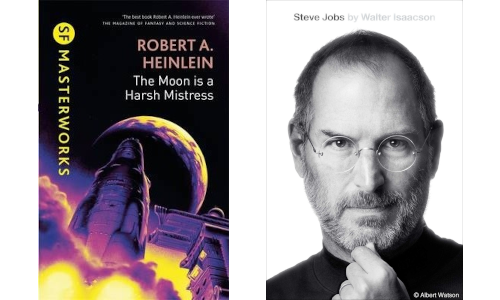 'The best book Robert A. Heinlein ever wrote'
THE MAGAZINE OF FANTASY AND SCIENCE FICTION
SF MASTERWORKS
ROBERT A.
HEINLEIN
The Moon is a
Harsh Mistress
Steve Jobs by Walter Isaacson
© Albert Watson